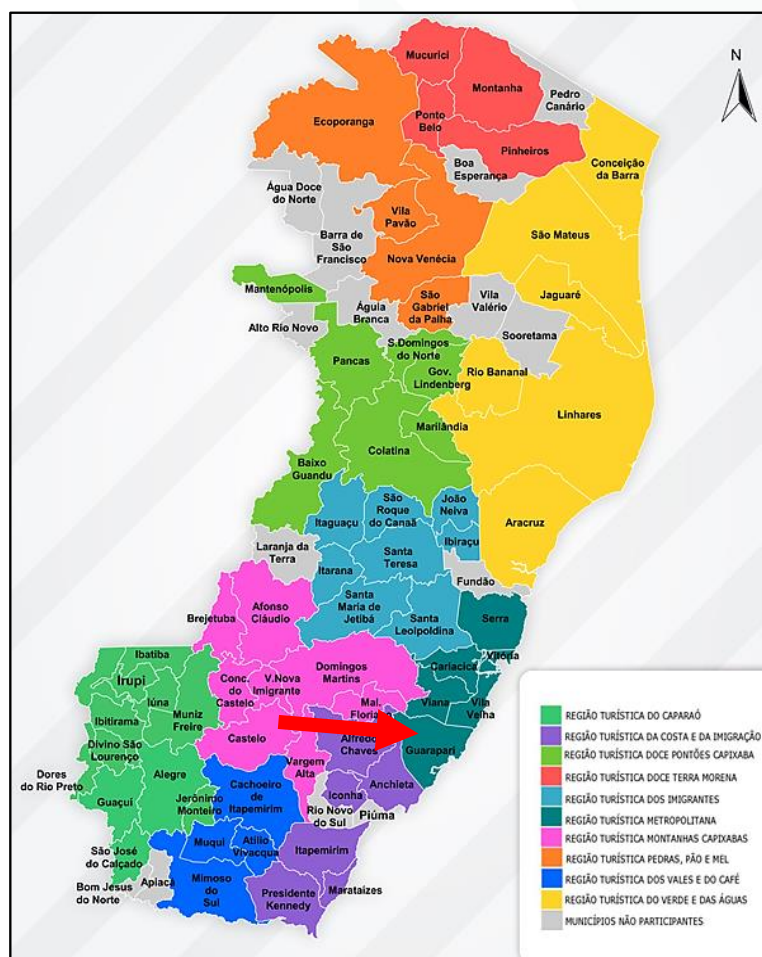 N
Mucurici
Montanha
Pedro
Canário
Ponto
Belo
Ecoporanga
Pinheiros
Boa
Esperança
Conceição
da Barra
Água Doce
do Norte
Vila
Pavão
Barra de
São
Francisco
São Mateus
Nova Venécia
Mantenópolis
Jaguaré
Vila
Valério
São
Gabriel
da Palha
Águia
Branca
Alto Rio Novo
Sooretama
S.Domingos
do Norte
Pancas
Gov.
Lindenberg
Rio Bananal
Linhares
Marilândia
Colatina
Baixo
Guandu
São
Roque
do Canaã
João
Neiva
Itaguaçu
Aracruz
Ibiraçu
Laranja da
Terra
Santa
Teresa
Itarana
Fundão
Santa
Maria de
Jetibá
Afonso
Cláudio
Brejetuba
Santa
Leolpoldina
Serra
Ibatiba
Vitória
Cariacica
Domingos
Martins
Irupi
Conc.
do
Castelo
V.Nova
Imigrante
Iúna
Viana
Vila
Velha
Mal.
Floriano
Muniz
Freire
Ibitirama
Castelo
Alfredo
Chaves
Guarapari
Divino São
Lourenço
Vargem
Alta
Dores
do Rio Preto
Alegre
Cachoeiro
de
Itapemirim
Anchieta
Iconha
Guaçuí
Jerônimo
Monteiro
Rio Novo
do Sul
Piúma
Muqui
Atílio
Vivacqua
São José
do Calçado
Itapemirim
Apiacá
Bom Jesus
do Norte
Mimoso
do
Sul
Presidente
Kennedy
Marataizes
REGIÃO TURÍSTICA DO CAPARAÓ
REGIÃO TURÍSTICA DA COSTA E DA IMIGRAÇÃO
REGIÃO TURÍSTICA DOCE PONTÕES CAPIXABA
REGIÃO TURÍSTICA DOCE TERRA MORENA
REGIÃO TURÍSTICA DOS IMIGRANTES
REGIÃO TURÍSTICA METROPOLITANA
REGIÃO TURÍSTICA MONTANHAS CAPIXABAS
REGIÃO TURÍSTICA PEDRAS, PÃO E MEL
REGIÃO TURÍSTICA DOS VALES E DO CAFÉ
REGIÃO TURÍSTICA DO VERDE E DAS ÁGUAS
MUNICÍPIOS NÃO PARTICIPANTES